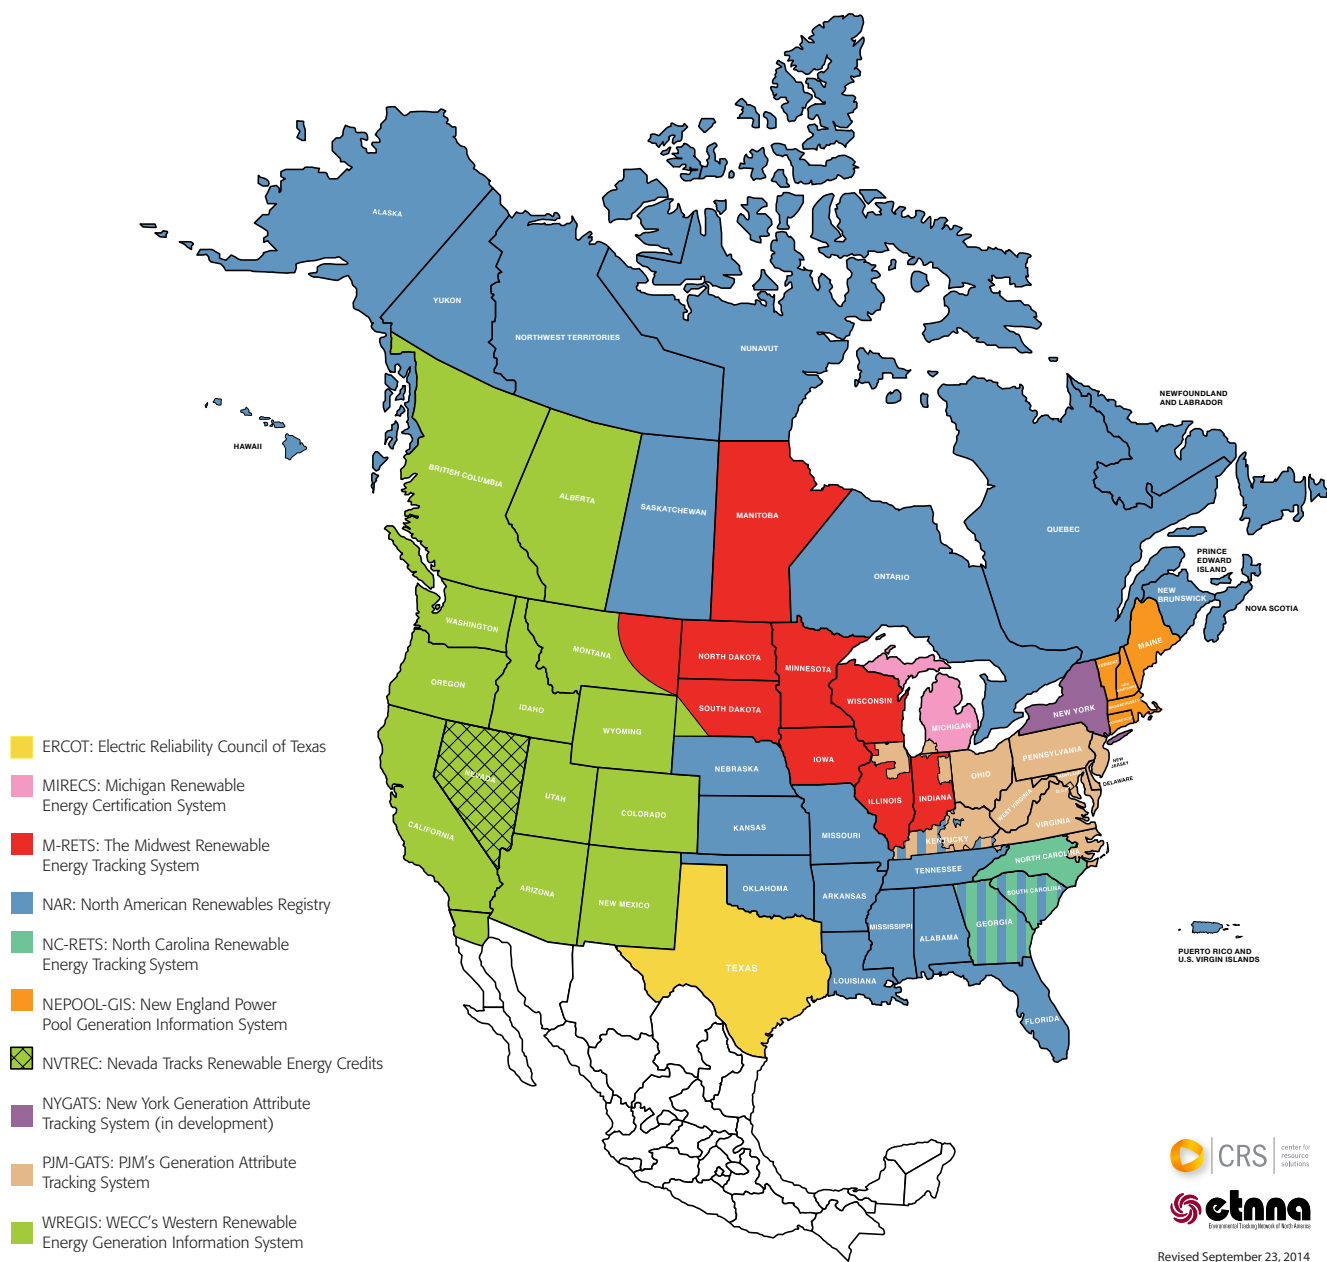 ALASKA
YUKON
NORTHWEST TERRITORIES
NUNAVUT
HAWAII
BRITISH COLUMBIA
ALBERTA
SASKATCHEWAN
MANITOBA
ONTARIO
QUEBEC
NEWFOUNDLAND
AND LABRADOR
PRINCE
EDWARD
ISLAND
NEW
BRUNSWICK
NOVA SCOTIA
WASHINGTON
OREGON
IDAHO
MONTANA
WYOMING
NEVADA
UTAH
COLORADO
CALIFORNIA
ARIZONA
NEW MEXICO
NORTH DAKOTA
SOUTH DAKOTA
MINNESOTA
WISCONSIN
IOWA
NEBRASKA
KANSAS
MISSOURI
OKLAHOMA
ARKANSAS
TEXAS
LOUISIANA
MISSISSIPPI
ALABAMA
TENNESSEE
KENTUCKY
ILLINOIS
INDIANA
MICHIGAN
OHIO
PENNSYLVANIA
NEW YORK
MAINE
NEW
JERSEY
DELAWARE
WEST VIRGINIA
VIRGINIA
NORTH CAROLINA
SOUTH CAROLINA
GEORGIA
FLORIDA
PUERTO RICO AND
U.S. VIRGIN ISLANDS
ERCOT: Electric Reliability Council of Texas
MIRECS: Michigan Renewable
Energy Certification System
M-RETS: The Midwest Renewable
Energy Tracking System
NAR: North American Renewables Registry
NC-RETS: North Carolina Renewable
Energy Tracking System
NEPOOL-GIS: New England Power
Pool Generation Information System
NVTREC: Nevada Tracks Renewable Energy Credits
NYGATS: New York Generation Attribute
Tracking System (in development)
PJM-GATS: PJM's Generation Attribute
Tracking System
WREGIS: WECC's Western Renewable
Energy Generation Information System
CRS
center for
resource
solutions
etnna
Environmental Tracking Network of North America
Revised September 23, 2014